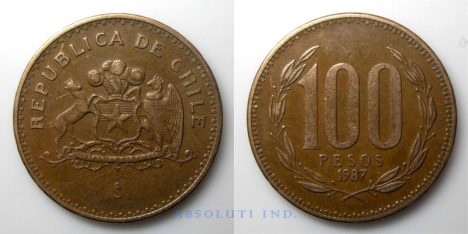 REPUBLICA DE CHILE
S
100
PESOS
1987
ABSOLUTI IND.